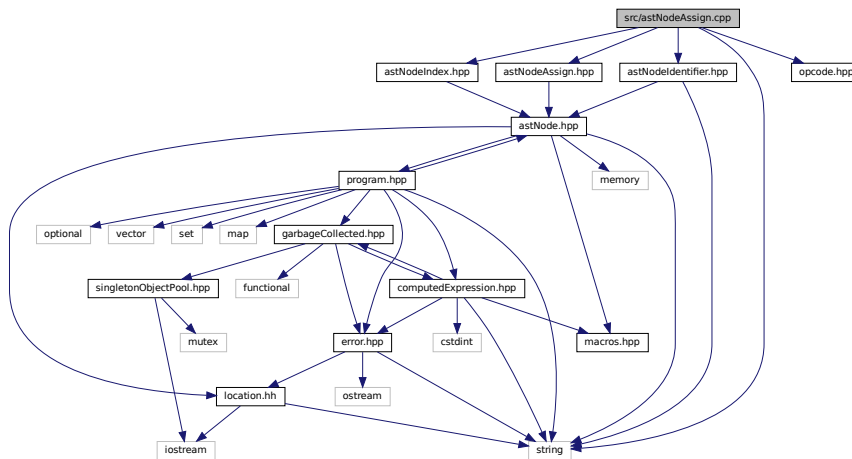 src/astNodeAssign.cpp
astNodeIndex.hpp
astNodeAssign.hpp
astNodeIdentifier.hpp
opcode.hpp
astNode.hpp
program.hpp
memory
optional
vector
set
map
garbageCollected.hpp
singletonObjectPool.hpp
functional
computedExpression.hpp
mutex
error.hpp
cstdint
macros.hpp
location.hh
ostream
iostream
string